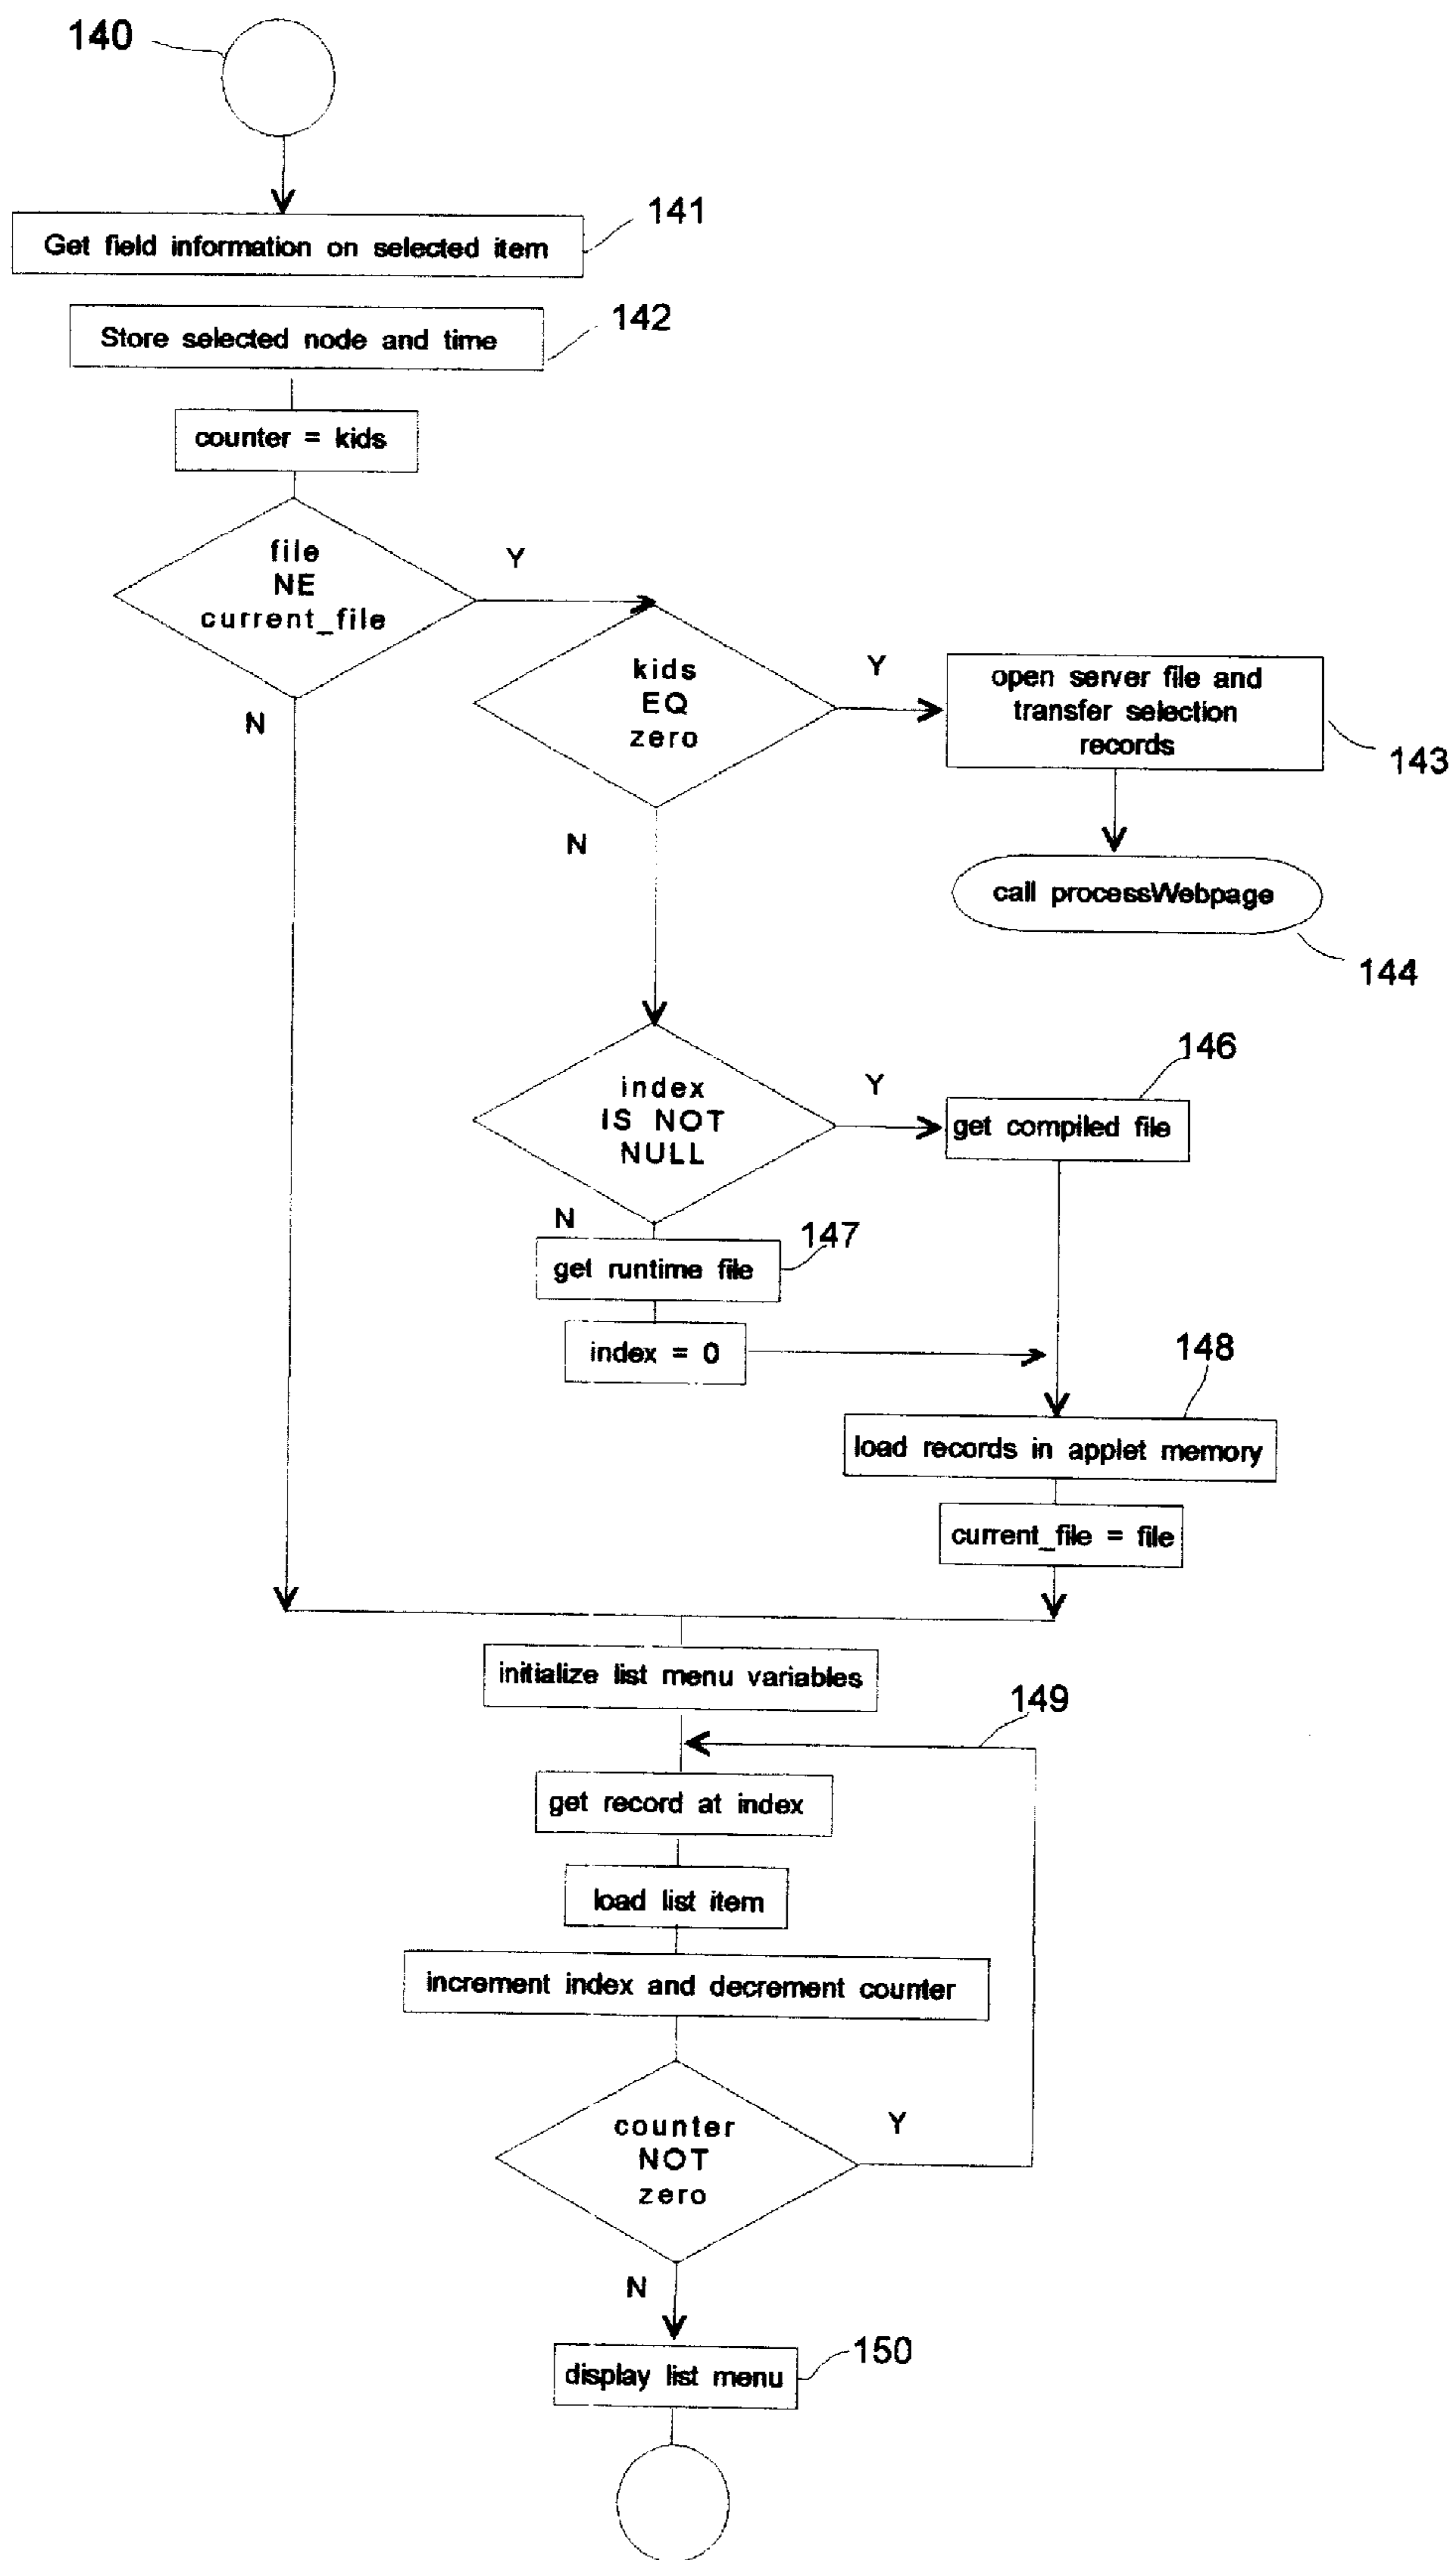 140
141
Get field information on selected item
142
Store selected node and time
counter = kids
file
NE
current_file
Y
N
kids
EQ
zero
Y
open server file and
transfer selection
records
143
N
call processWebpage
144
146
index
IS NOT
NULL
Y
get compiled file
N
147
get runtime file
index = 0
148
load records in applet memory
current_file = file
initialize list menu variables
149
get record at index
load list item
increment index and decrement counter
counter
NOT
zero
Y
N
150
display list menu